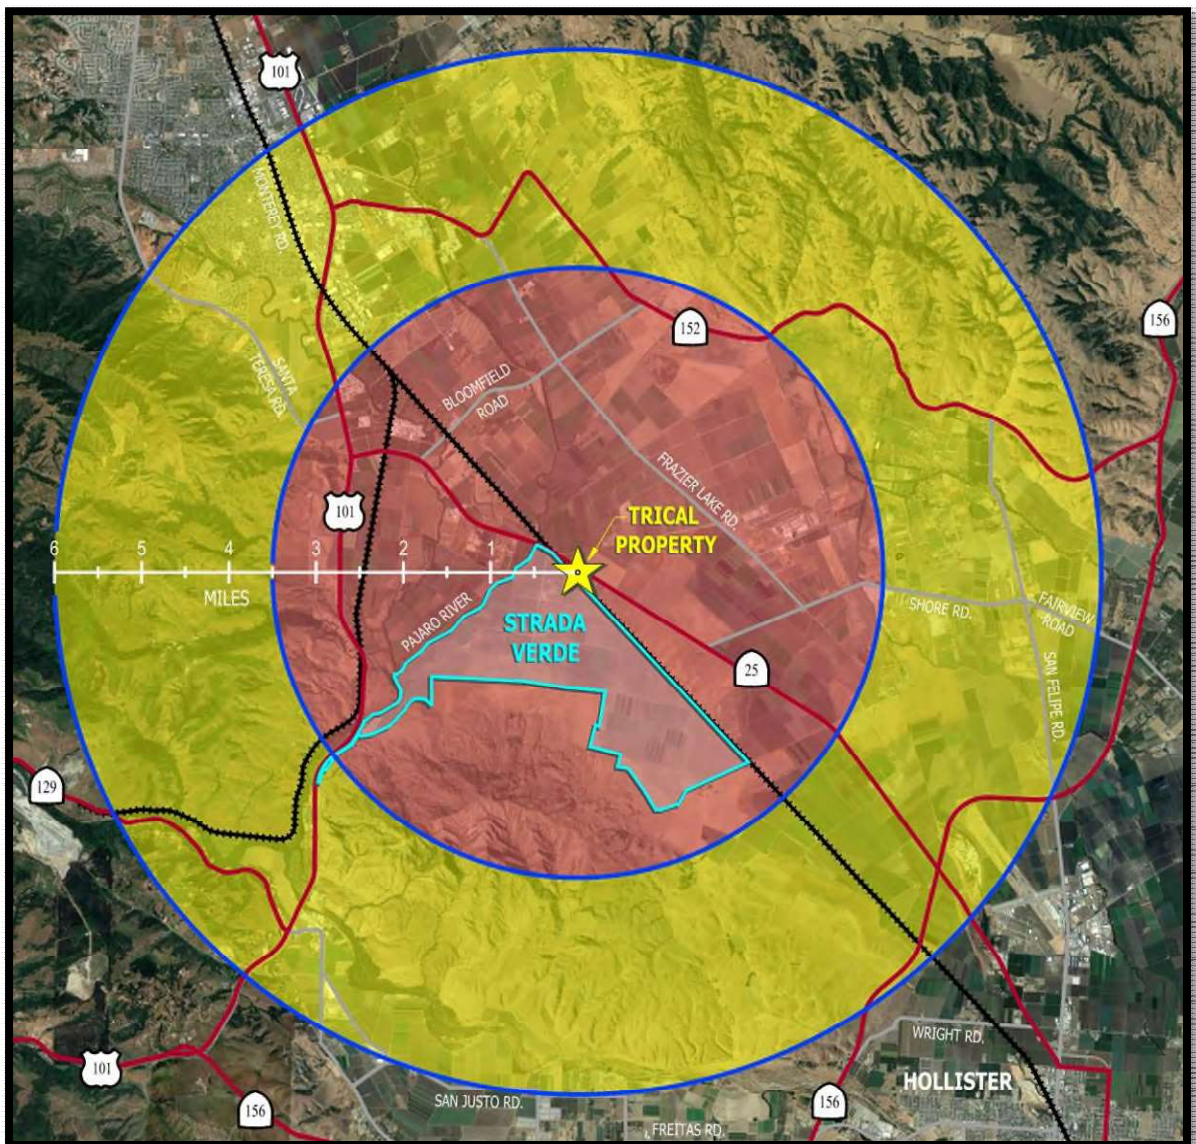 101
MONTEREY RD.
156
152
SANTA
TERESA RD.
BLOOMFIELD
ROAD
FRAZIER LAKE RD.
101
TRICAL
PROPERTY
6 5 4 3 2 1
MILES
PAJARO RIVER
STRADA
VERDE
SHORE RD.
FAIRVIEW
ROAD
25
SAN FELIPE RD.
129
WRIGHT RD.
101
HOLLISTER
156
SAN JUSTO RD.
156
FREITAS RD.